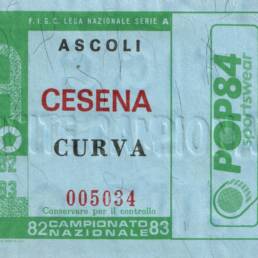 F.I.G.C. LEGA NAZIONALE SERIE A
ASCOLI
CESENA
CURVA
005034
Conservare per il controllo
82 CAMPIONATO 83
NAZIONALE
POP84
sportswear